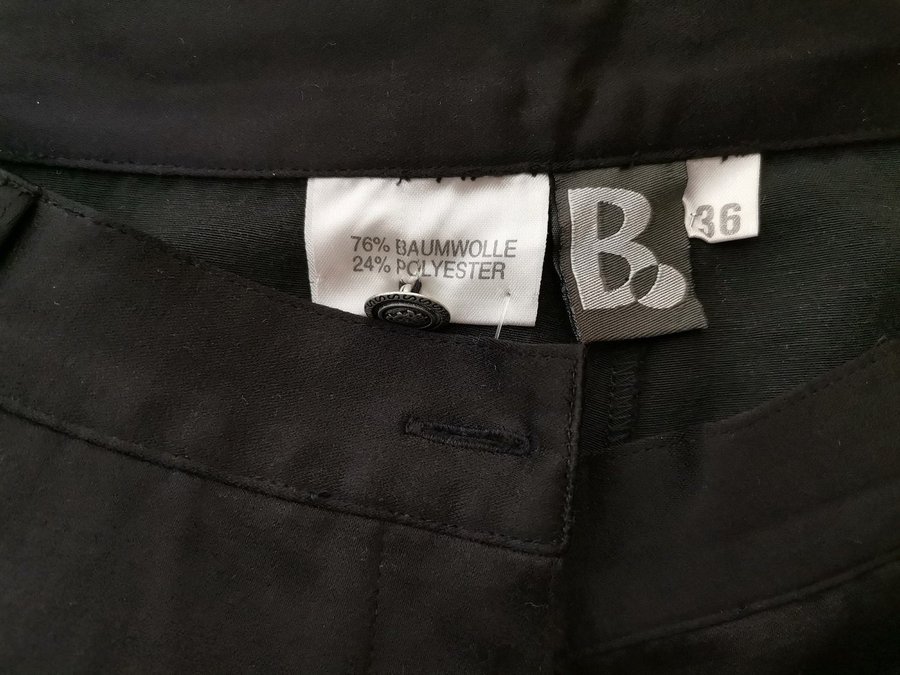 76% BAUMWOLLE
24% POLYESTER
B.
36